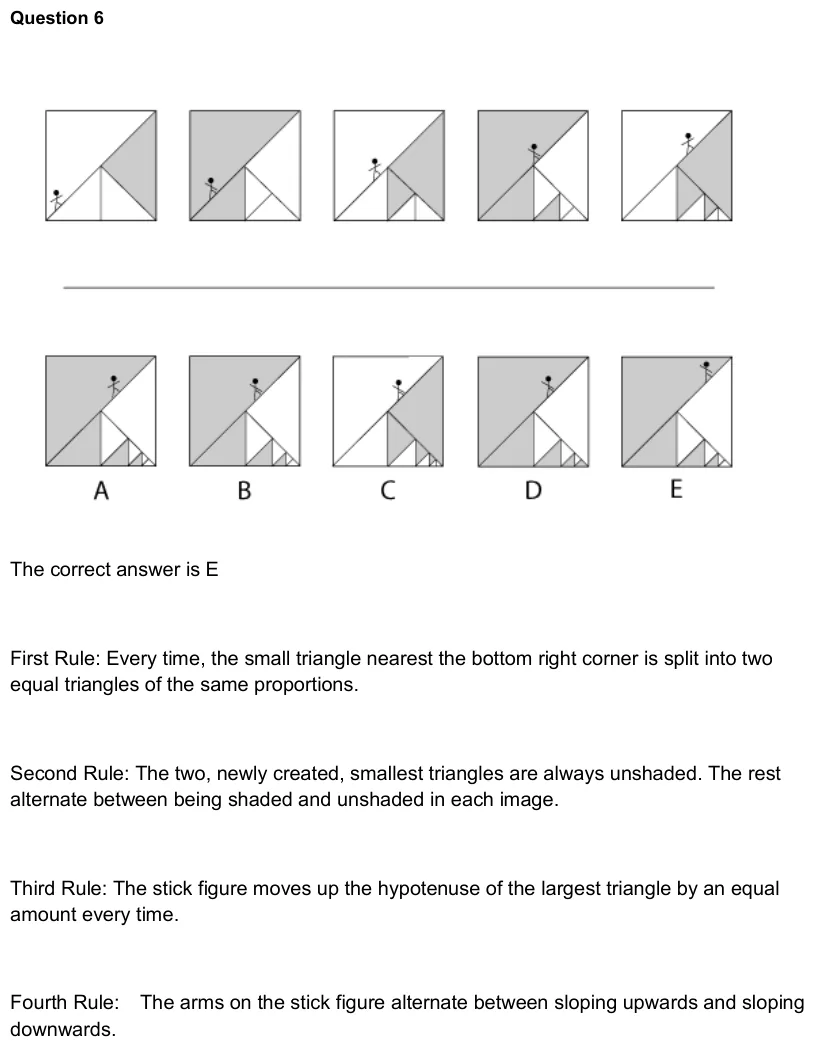 Question 6
A B C D E
The correct answer is E
First Rule: Every time, the small triangle nearest the bottom right corner is split into two
equal triangles of the same proportions.
Second Rule: The two, newly created, smallest triangles are always unshaded. The rest
alternate between being shaded and unshaded in each image.
Third Rule: The stick figure moves up the hypotenuse of the largest triangle by an equal
amount every time.
Fourth Rule: The arms on the stick figure alternate between sloping upwards and sloping
downwards.